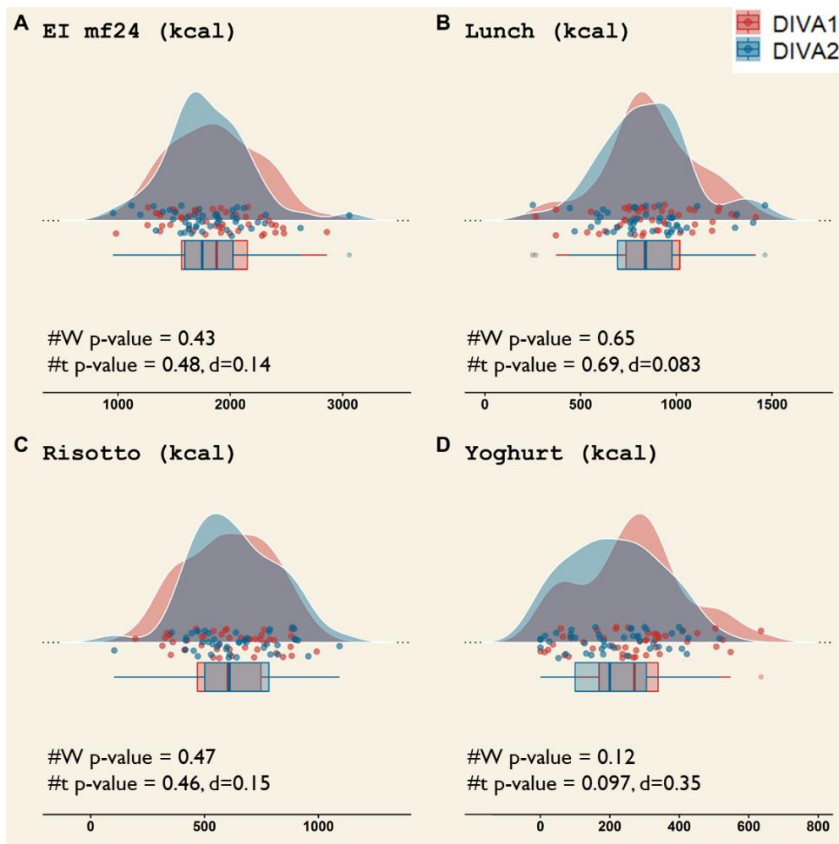 A EI mf24 (kcal)
B Lunch (kcal)
DIVA1
DIVA2
#W p-value = 0.43
#t p-value = 0.48, d=0.14
#W p-value = 0.65
#t p-value = 0.69, d=0.083
1000 2000 3000
0 500 1000 1500
C Risotto (kcal)
D Yoghurt (kcal)
#W p-value = 0.47
#t p-value = 0.46, d=0.15
#W p-value = 0.12
#t p-value = 0.097, d=0.35
0 500 1000
0 200 400 600 800